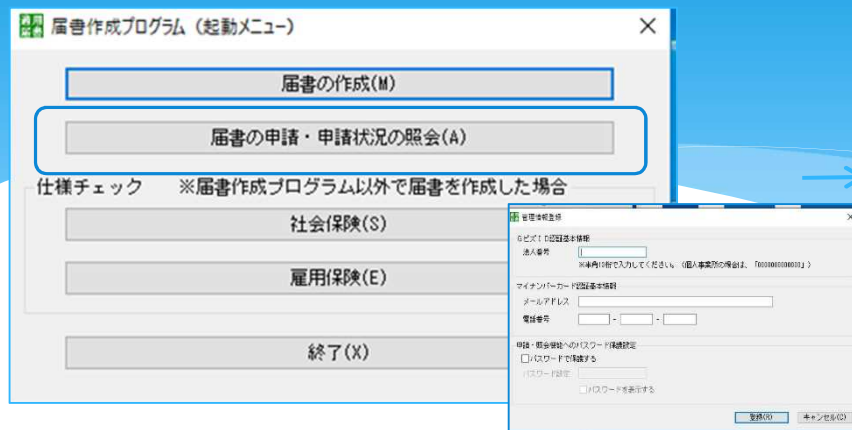 届書作成プログラム (起動メニュー)
届書の作成(M)
届書の申請・申請状況の照会(A)
仕様チェック ※届書作成プログラム以外で届書を作成した場合
社会保険(S)
雇用保険(E)
終了(X)
管理情報登録
GビズID認証基本情報
法人番号
※半角13桁で入力してください。(個人事業所の場合は、「0000000000000」)
マイナンバーカード認証基本情報
メールアドレス
電話番号 - -
申請・照会機能へのパスワード保護設定
パスワードで保護する
パスワード設定
パスワードを表示する
登録(R) キャンセル(C)